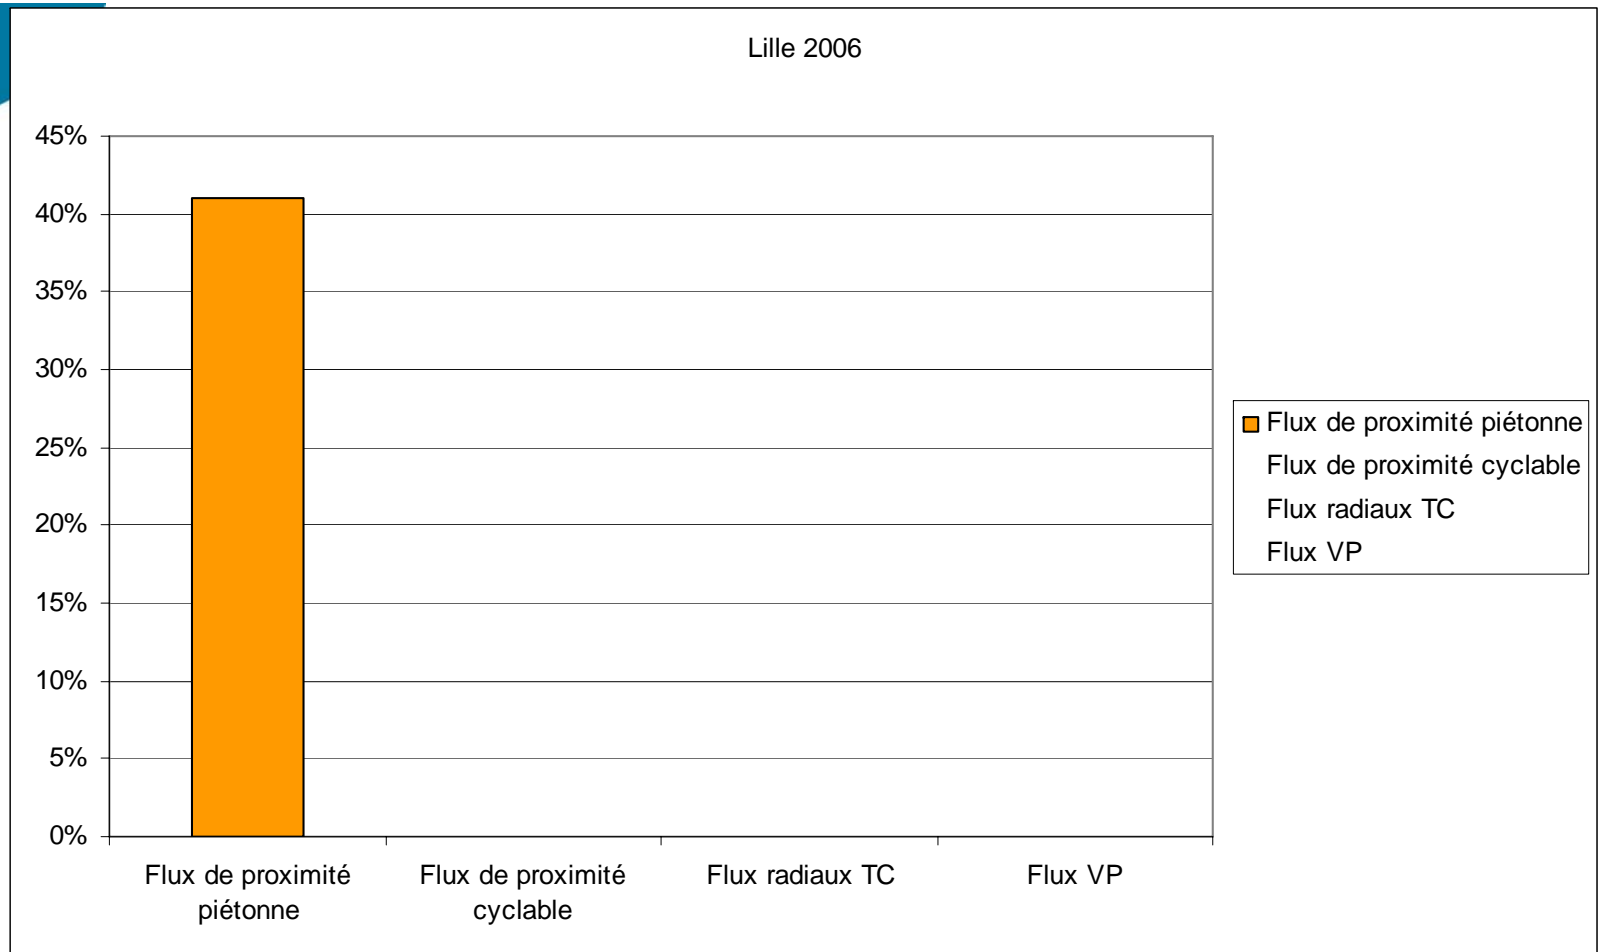 Lille 2006
45%
40%
35%
30%
25%
20%
15%
10%
5%
0%
Flux de proximité
piétonne
Flux de proximité
cyclable
Flux radiaux TC
Flux VP
Flux de proximité piétonne
Flux de proximité cyclable
Flux radiaux TC
Flux VP